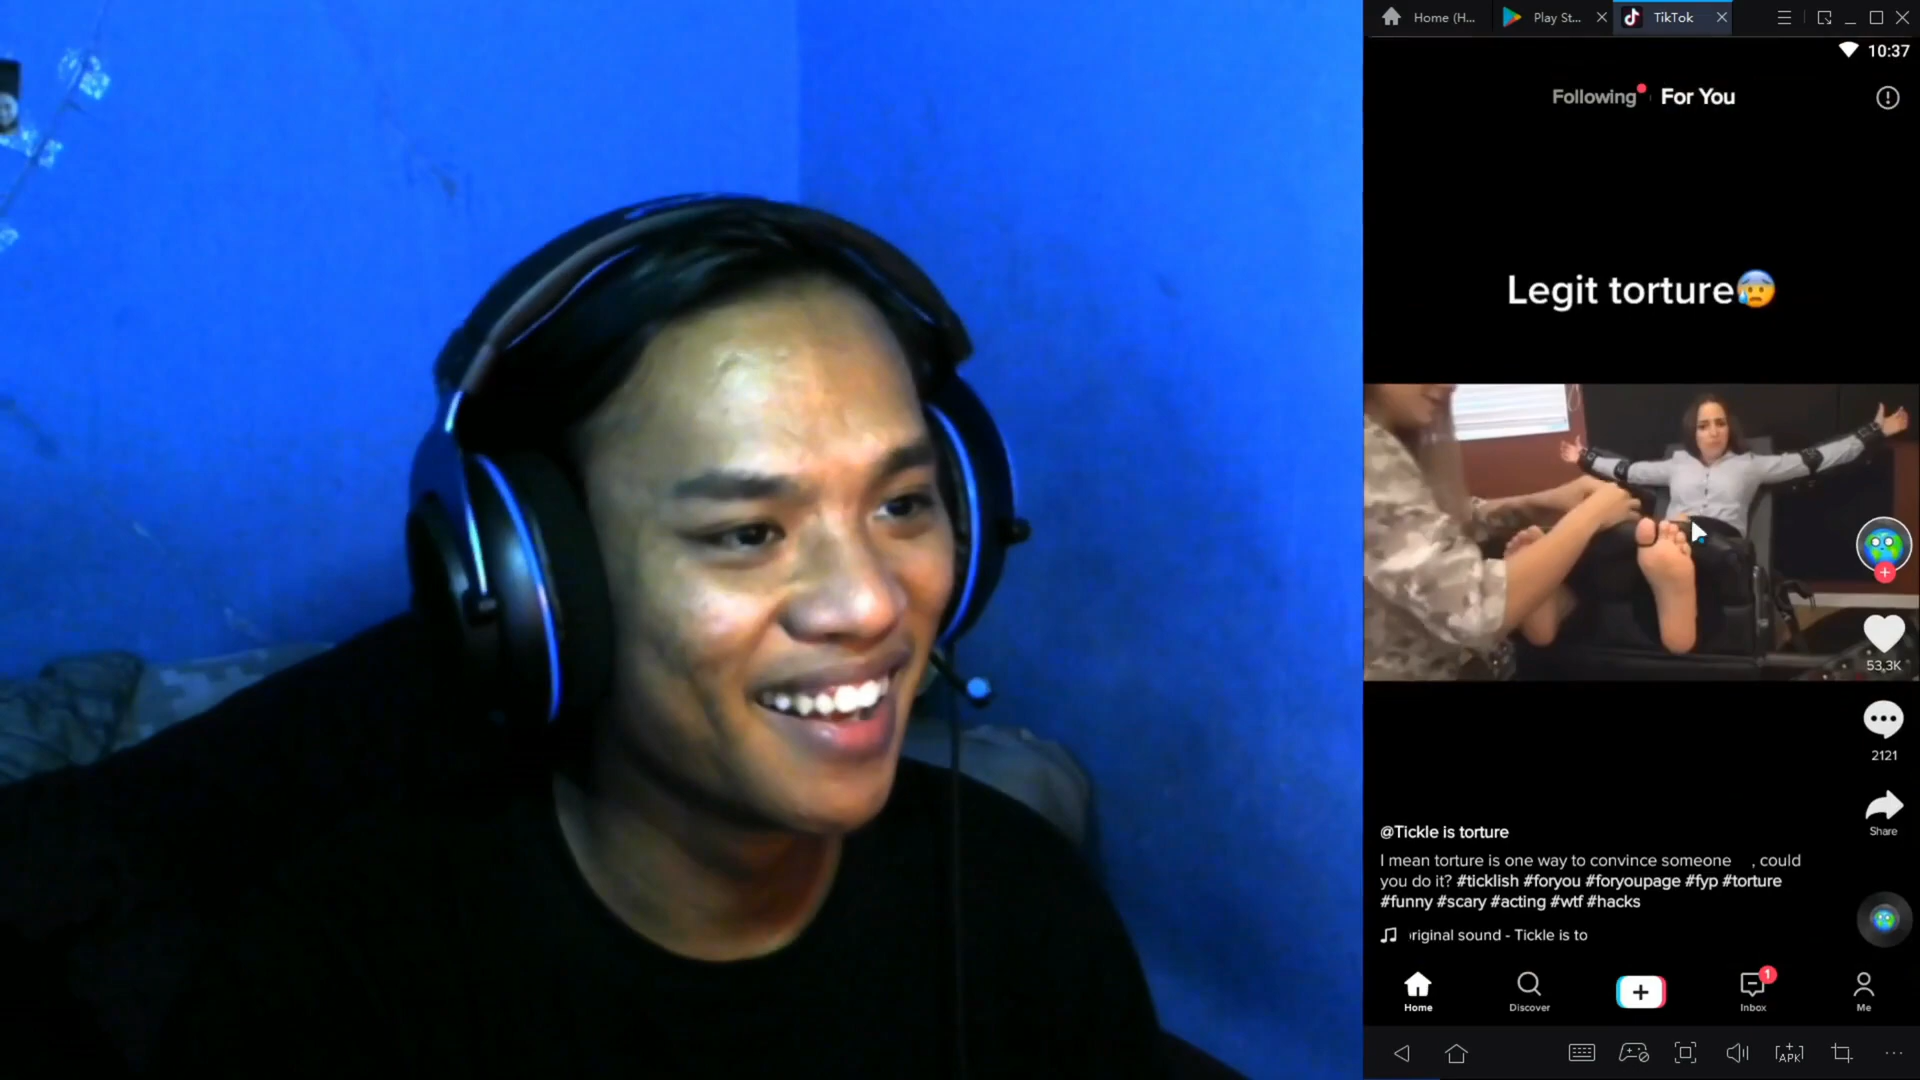 Home (H...
Play St...
TikTok
10:37
Following
For You
Legit torture😰
53,3K
2121
Share
@Tickle is torture
I mean torture is one way to convince someone , could
you do it? #ticklish #foryou #foryoupage #fyp #torture
#funny #scary #acting #wtf #hacks
riginal sound - Tickle is to
Home
Discover
1
Inbox
Me
APK